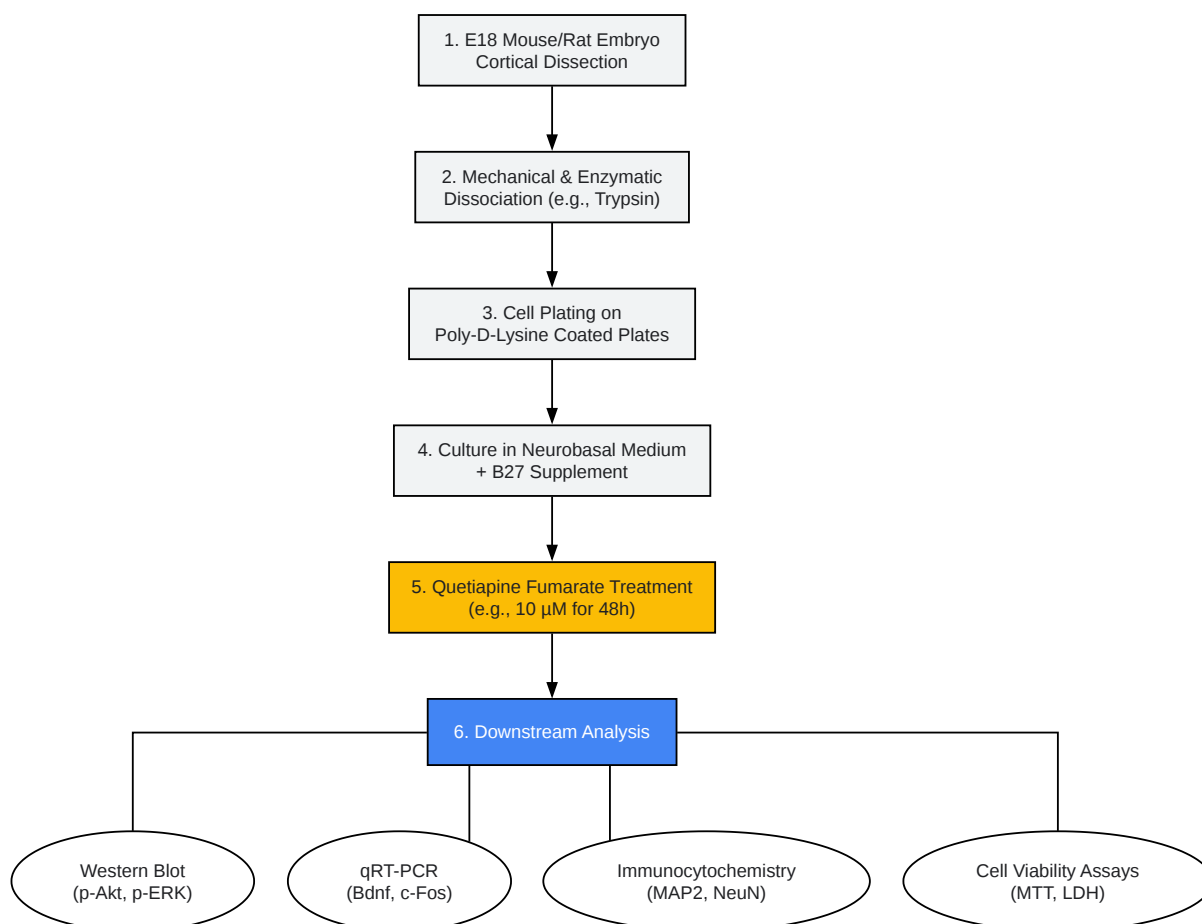 1. E18 Mouse/Rat Embryo
Cortical Dissection
2. Mechanical & Enzymatic
Dissociation (e.g., Trypsin)
3. Cell Plating on
Poly-D-Lysine Coated Plates
4. Culture in Neurobasal Medium
+ B27 Supplement
5. Quetiapine Fumarate Treatment
(e.g., 10 µM for 48h)
6. Downstream Analysis
Western Blot
(p-Akt, p-ERK)
qRT-PCR
(Bdnf, c-Fos)
Immunocytochemistry
(MAP2, NeuN)
Cell Viability Assays
(MTT, LDH)